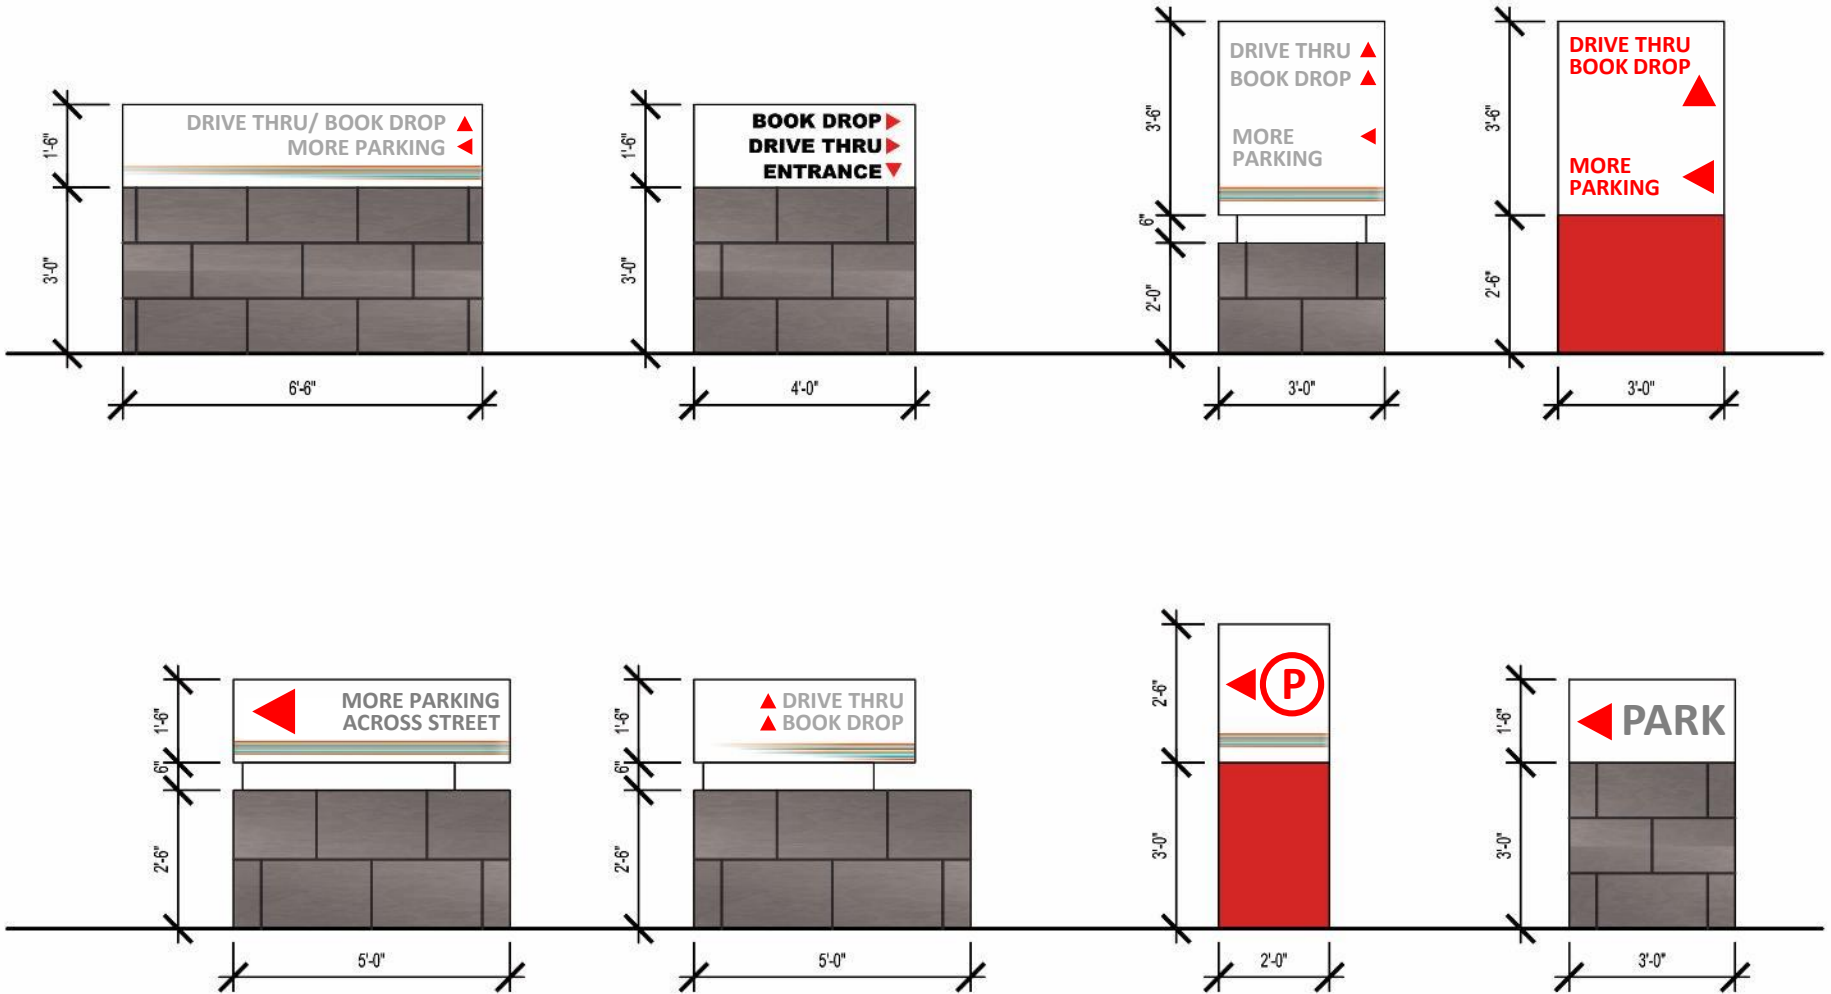 DRIVE THRU/ BOOK DROP
MORE PARKING
1'-6"
3'-0"
6'-6"
BOOK DROP
DRIVE THRU
ENTRANCE
1'-6"
3'-0"
4'-0"
DRIVE THRU
BOOK DROP
MORE
PARKING
3'-6"
6"
2'-0"
3'-0"
DRIVE THRU
BOOK DROP
MORE
PARKING
3'-6"
2'-6"
3'-0"
MORE PARKING
ACROSS STREET
1'-6"
6"
2'-6"
5'-0"
DRIVE THRU
BOOK DROP
1'-6"
6"
2'-6"
5'-0"
P
2'-6"
3'-0"
2'-0"
PARK
1'-6"
3'-0"
3'-0"